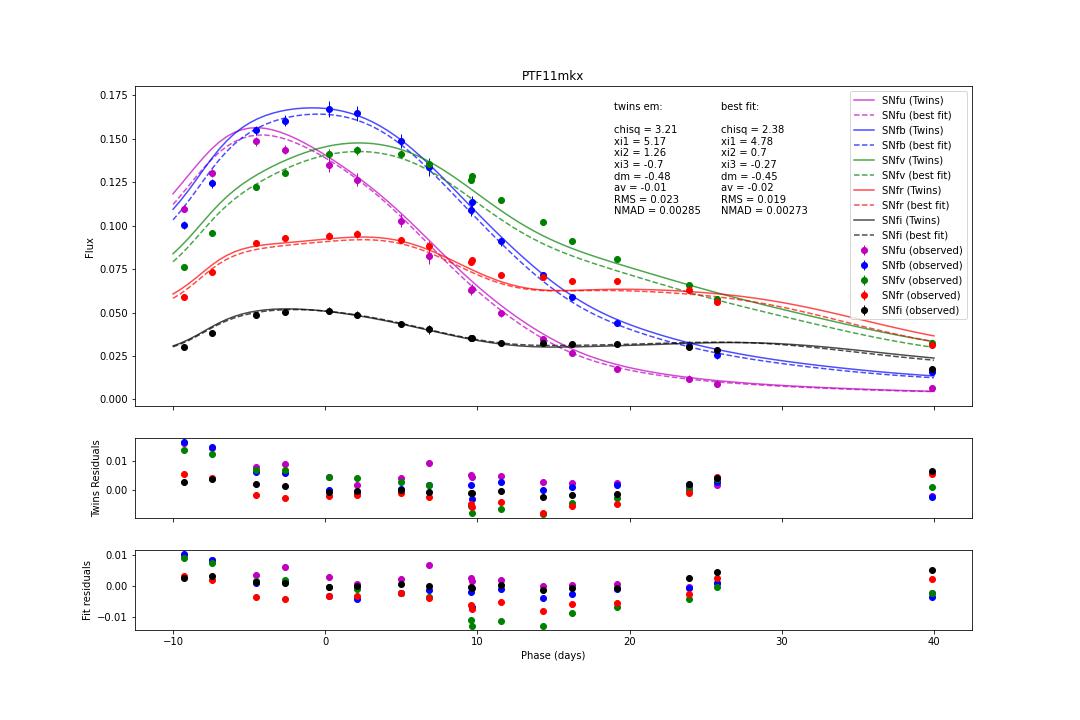 PTF11mkx
0.175
0.150
0.125
0.100
0.075
0.050
0.025
0.000
Flux
twins em:
chisq = 3.21
xi1 = 5.17
xi2 = 1.26
xi3 = -0.7
dm = -0.48
av = -0.01
RMS = 0.023
NMAD = 0.00285
best fit:
chisq = 2.38
xi1 = 4.78
xi2 = 0.7
xi3 = -0.27
dm = -0.45
av = -0.02
RMS = 0.019
NMAD = 0.00273
SNfu (Twins)
SNfu (best fit)
SNfb (Twins)
SNfb (best fit)
SNfv (Twins)
SNfv (best fit)
SNfr (Twins)
SNfr (best fit)
SNfi (Twins)
SNfi (best fit)
SNfu (observed)
SNfb (observed)
SNfv (observed)
SNfr (observed)
SNfi (observed)
0.01
0.00
Twins Residuals
0.01
0.00
−0.01
Fit residuals
−10
0
10
20
30
40
Phase (days)